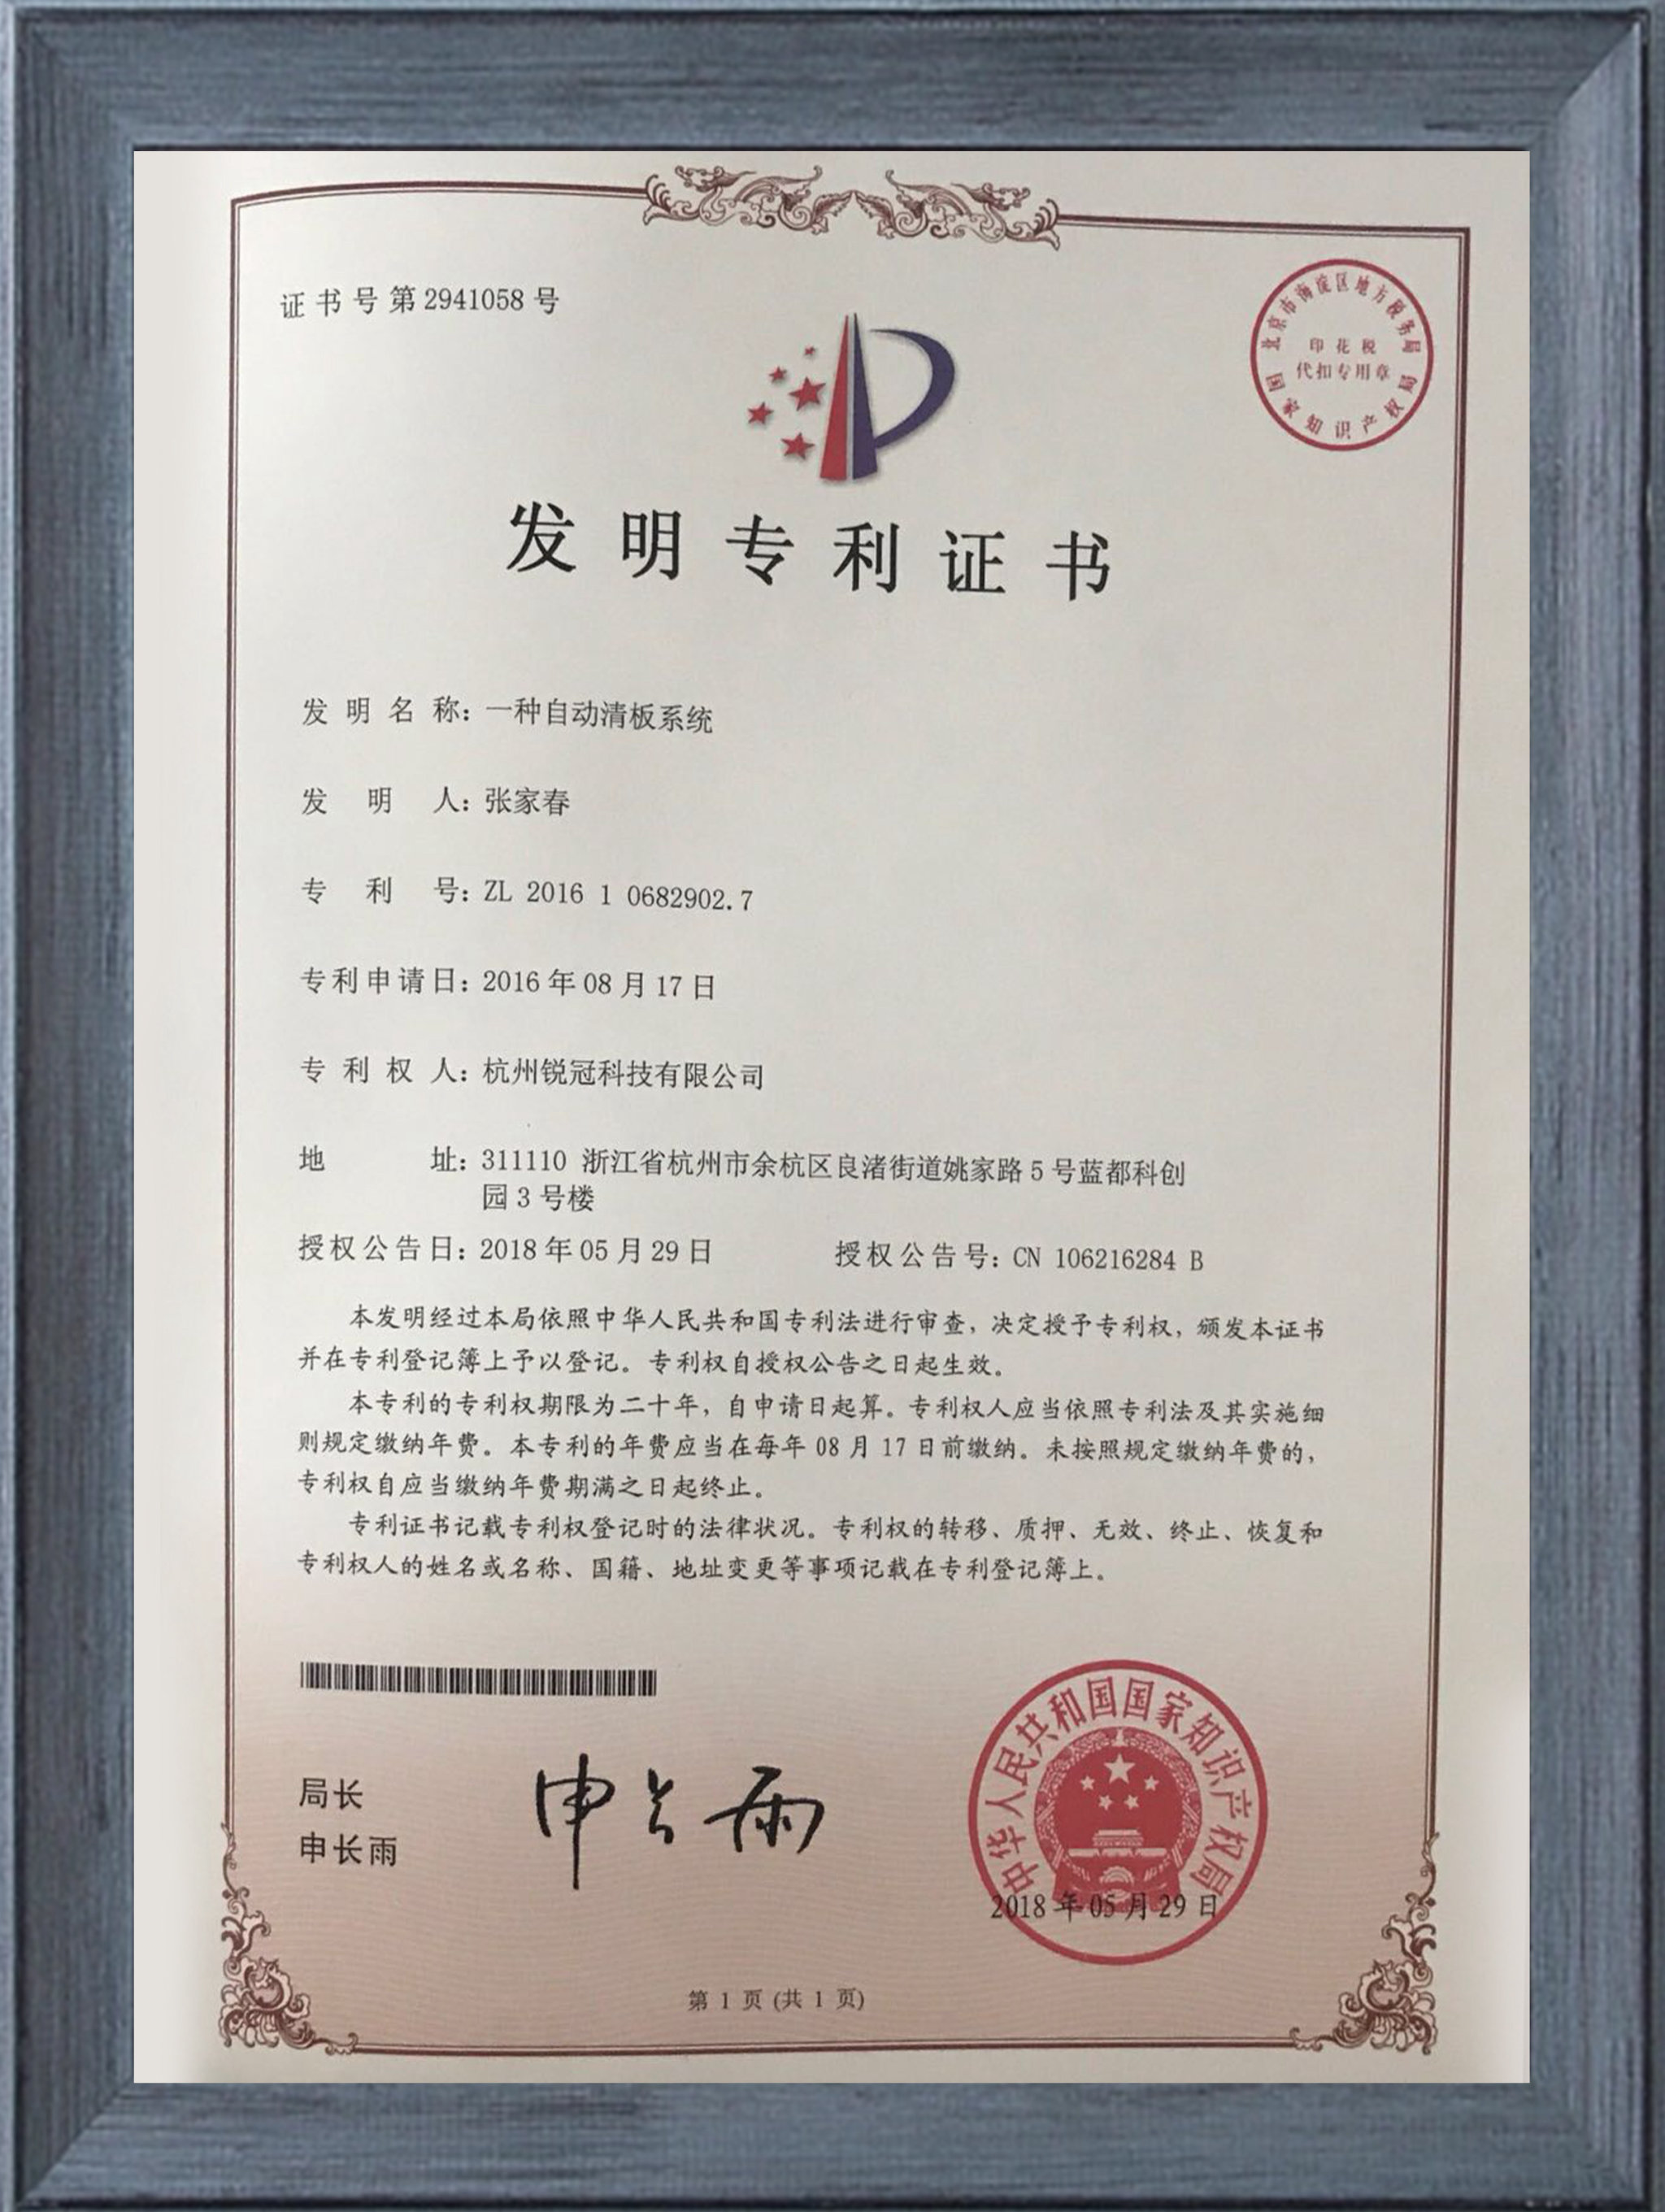 证书号第2941058号
北京市海淀区地方税务局
印花税
代扣专用章
国家知识产权局
发明专利证书
发明名称：一种自动清板系统
发明人：张家春
专利号：ZL 2016 1 0682902.7
专利申请日：2016年08月17日
专利权人：杭州锐冠科技有限公司
地址：311110 浙江省杭州市余杭区良渚街道姚家路5号蓝都科创
园3号楼
授权公告日：2018年05月29日 授权公告号：CN 106216284 B
本发明经过本局依照中华人民共和国专利法进行审查，决定授予专利权，颁发本证书
并在专利登记簿上予以登记。专利权自授权公告之日起生效。
本专利的专利权期限为二十年，自申请日起算。专利权人应当依照专利法及其实施细
则规定缴纳年费。本专利的年费应当在每年08月17日前缴纳。未按照规定缴纳年费的，
专利权自应当缴纳年费期满之日起终止。
专利证书记载专利权登记时的法律状况。专利权的转移、质押、无效、终止、恢复和
专利权人的姓名或名称、国籍、地址变更等事项记载在专利登记簿上。
局长
申长雨
申长雨
中华人民共和国国家知识产权局
2018年05月29日
第1页(共1页)